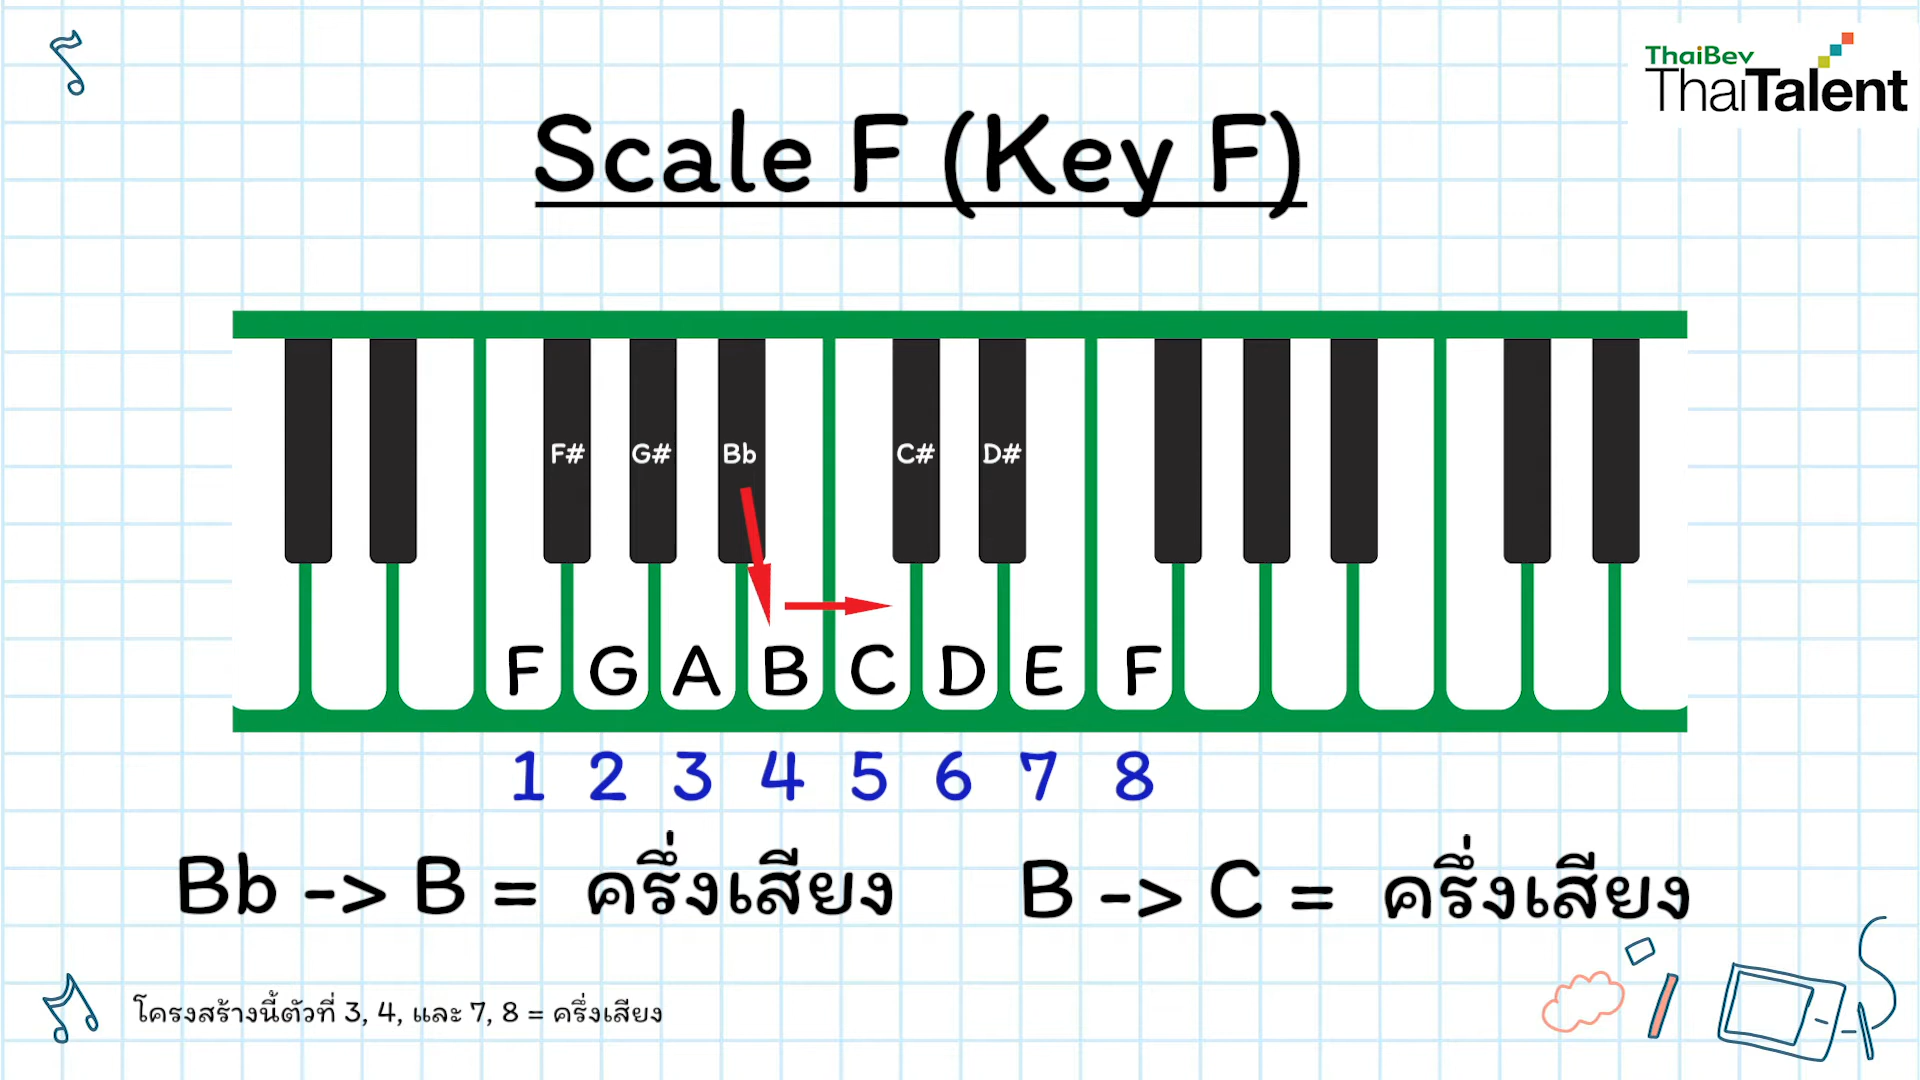 ThaiBev
ThaiTalent
Scale F (Key F)
F# G# Bb C# D#
F G A B C D E F
1 2 3 4 5 6 7 8
Bb -> B = ครึ่งเสียง B -> C = ครึ่งเสียง
โครงสร้างนี้ตัวที่ 3, 4, และ 7, 8 = ครึ่งเสียง